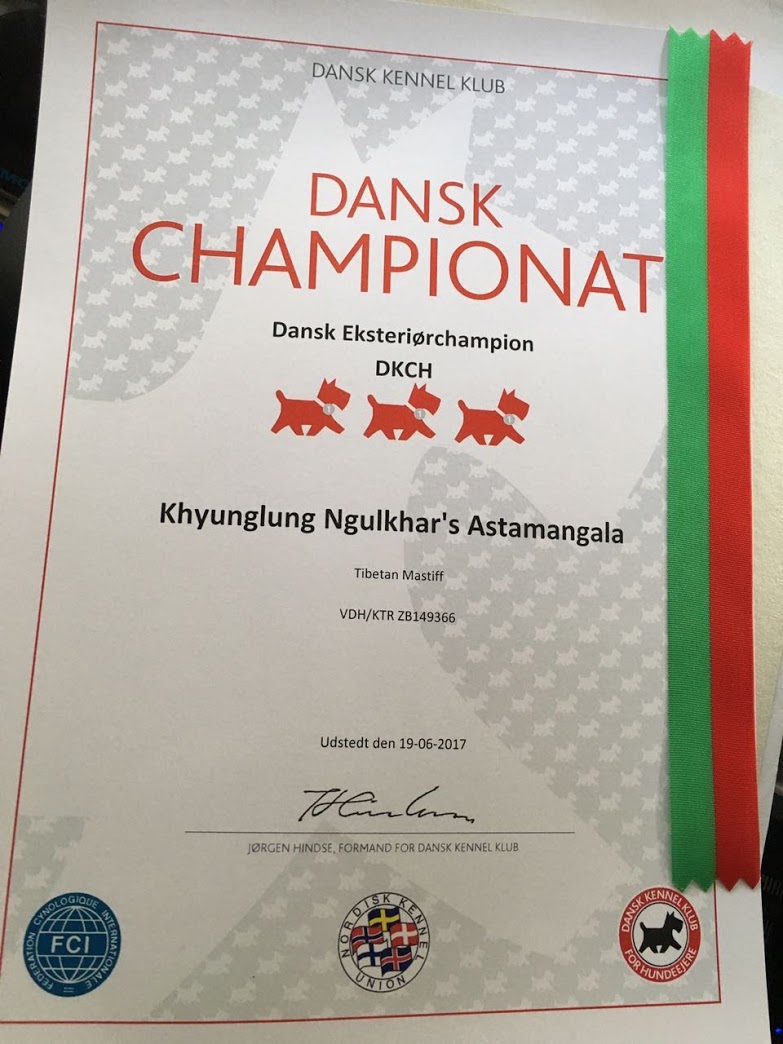 DANSK KENNEL KLUB
DANSK
CHAMPIONAT
Dansk Eksteriørchampion
DKCH
Khyunglung Ngulkhar's Astamangala
Tibetan Mastiff
VDH/KTR ZB149366
Udstedt den 19-06-2017
JØRGEN HINDSE, FORMAND FOR DANSK KENNEL KLUB
FEDERATION CYNOLOGIQUE INTERNATIONALE
FCI
NORDISK KENNEL UNION
DANSK KENNEL KLUB
FOR HUNDEEJERE